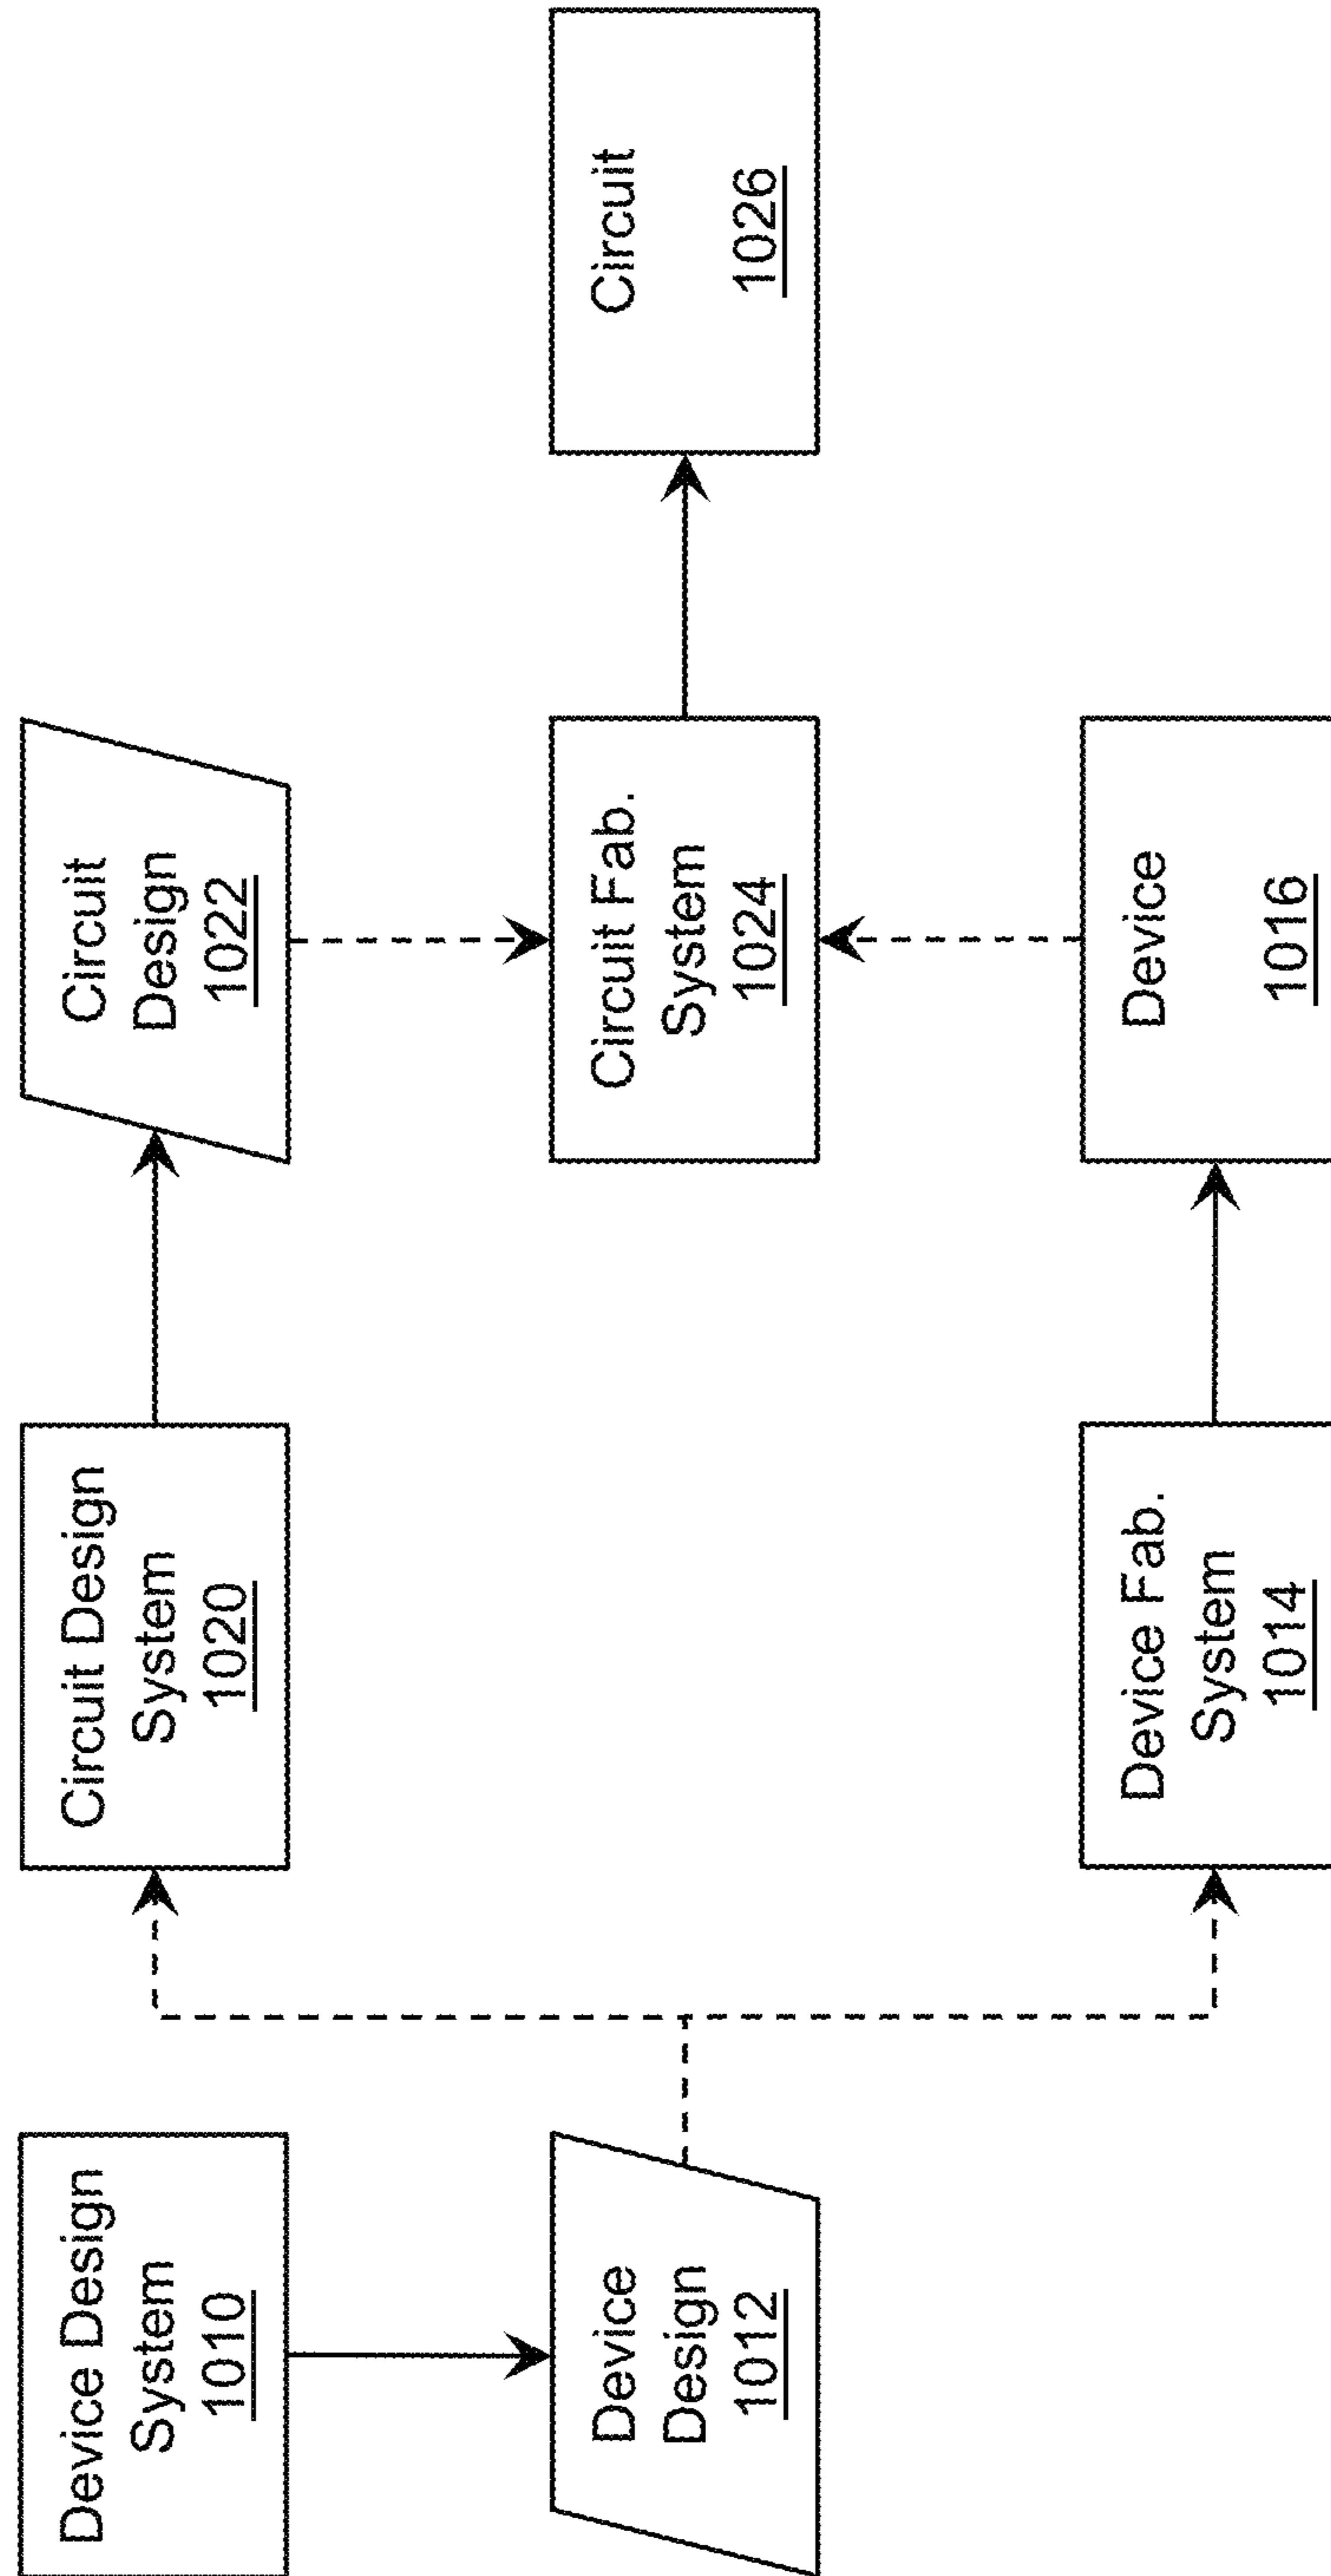 Device Design
System
1010
Device
Design
1012
Circuit Design
System
1020
Device Fab.
System
1014
Circuit
Design
1022
Circuit Fab.
System
1024
Device
1016
Circuit
1026